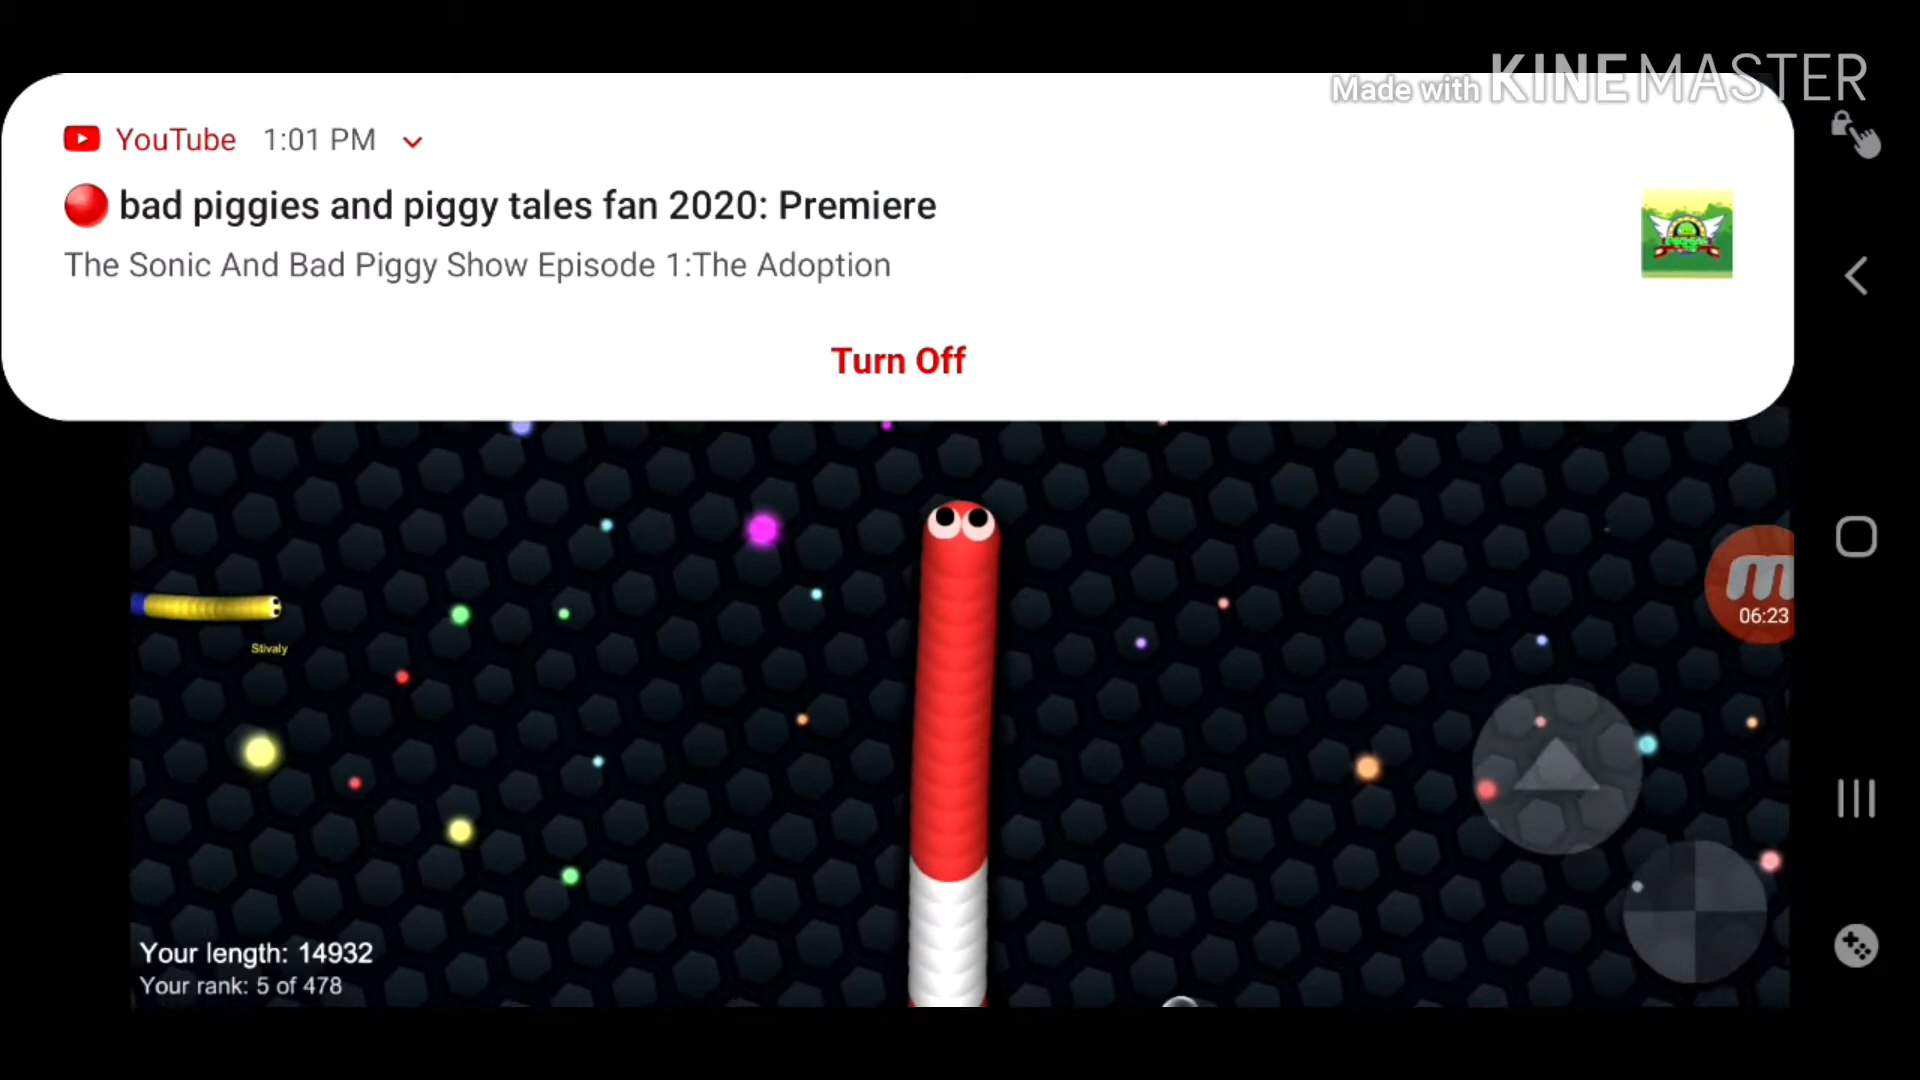 Made with KINEMASTER
YouTube 1:01 PM
bad piggies and piggy tales fan 2020: Premiere
The Sonic And Bad Piggy Show Episode 1:The Adoption
Turn Off
06:23
Stivaly
Your length: 14932
Your rank: 5 of 478